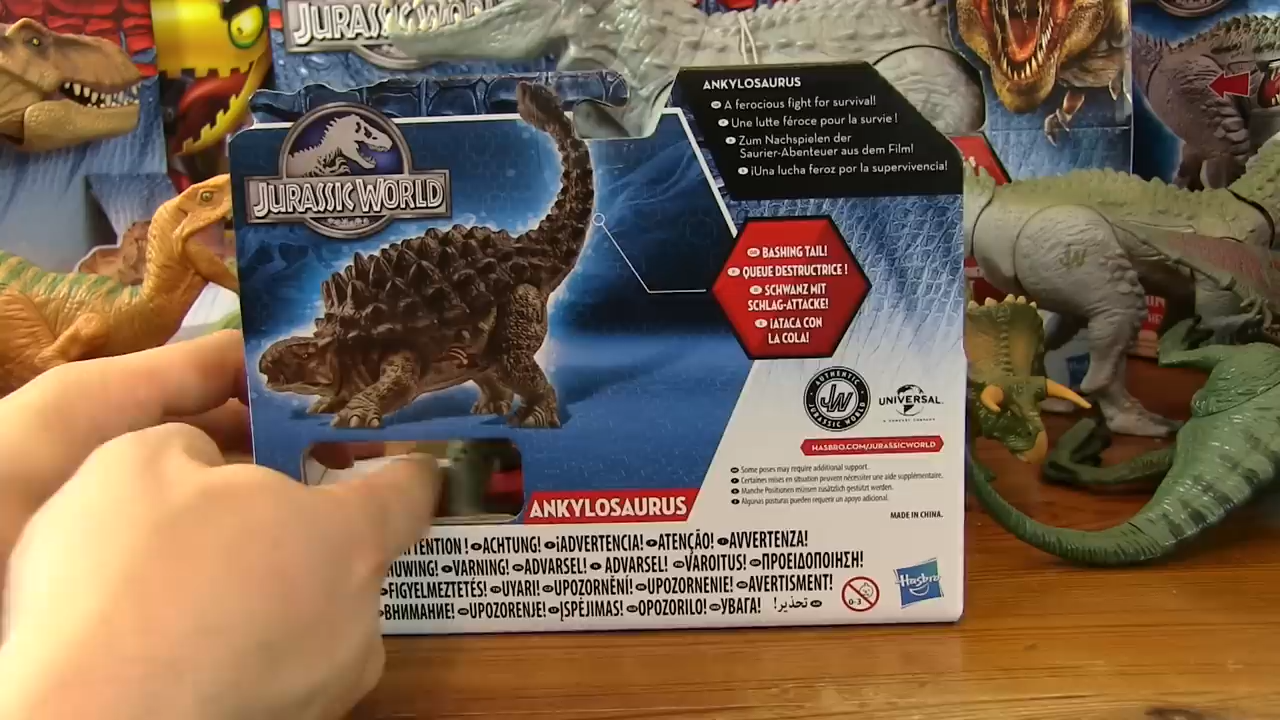 JURASSIC WORLD
ANKYLOSAURUS
A ferocious fight for survival!
Une lutte féroce pour la survie !
Zum Nachspielen der
Saurier-Abenteuer aus dem Film!
¡Una lucha feroz por la supervivencia!
JURASSIC WORLD
BASHING TAIL!
QUEUE DESTRUCTRICE !
SCHWANZ MIT
SCHLAG-ATTACKE!
¡ATACA CON
LA COLA!
AUTHENTIC
JW
JURASSIC WORLD
UNIVERSAL
HASBRO.COM/JURASSICWORLD
Some poses may require additional support.
Certaines mises en situation peuvent nécessiter une aide supplémentaire.
Manche Positionen müssen zusätzlich gestützt werden.
Algunas posturas pueden requerir un apoyo adicional.
MADE IN CHINA.
ANKYLOSAURUS
TTENTION ! ACHTUNG! ¡ADVERTENCIA! ATENÇÃO! AVVERTENZA!
UWING! VARNING! ADVARSEL! ADVARSEL! VAROITUS! ΠΡΟΕΙΔΟΠΟΙΗΣΗ!
FIGYELMEZTETÉS! UYARI! UPOZORNĚNÍ! UPOZORNENIE! AVERTISMENT!
ВНИМАНИЕ! UPOZORENJE! ĮSPĖJIMAS! OPOZORILO! УВАГА! تحذير!
0-3
Hasbro